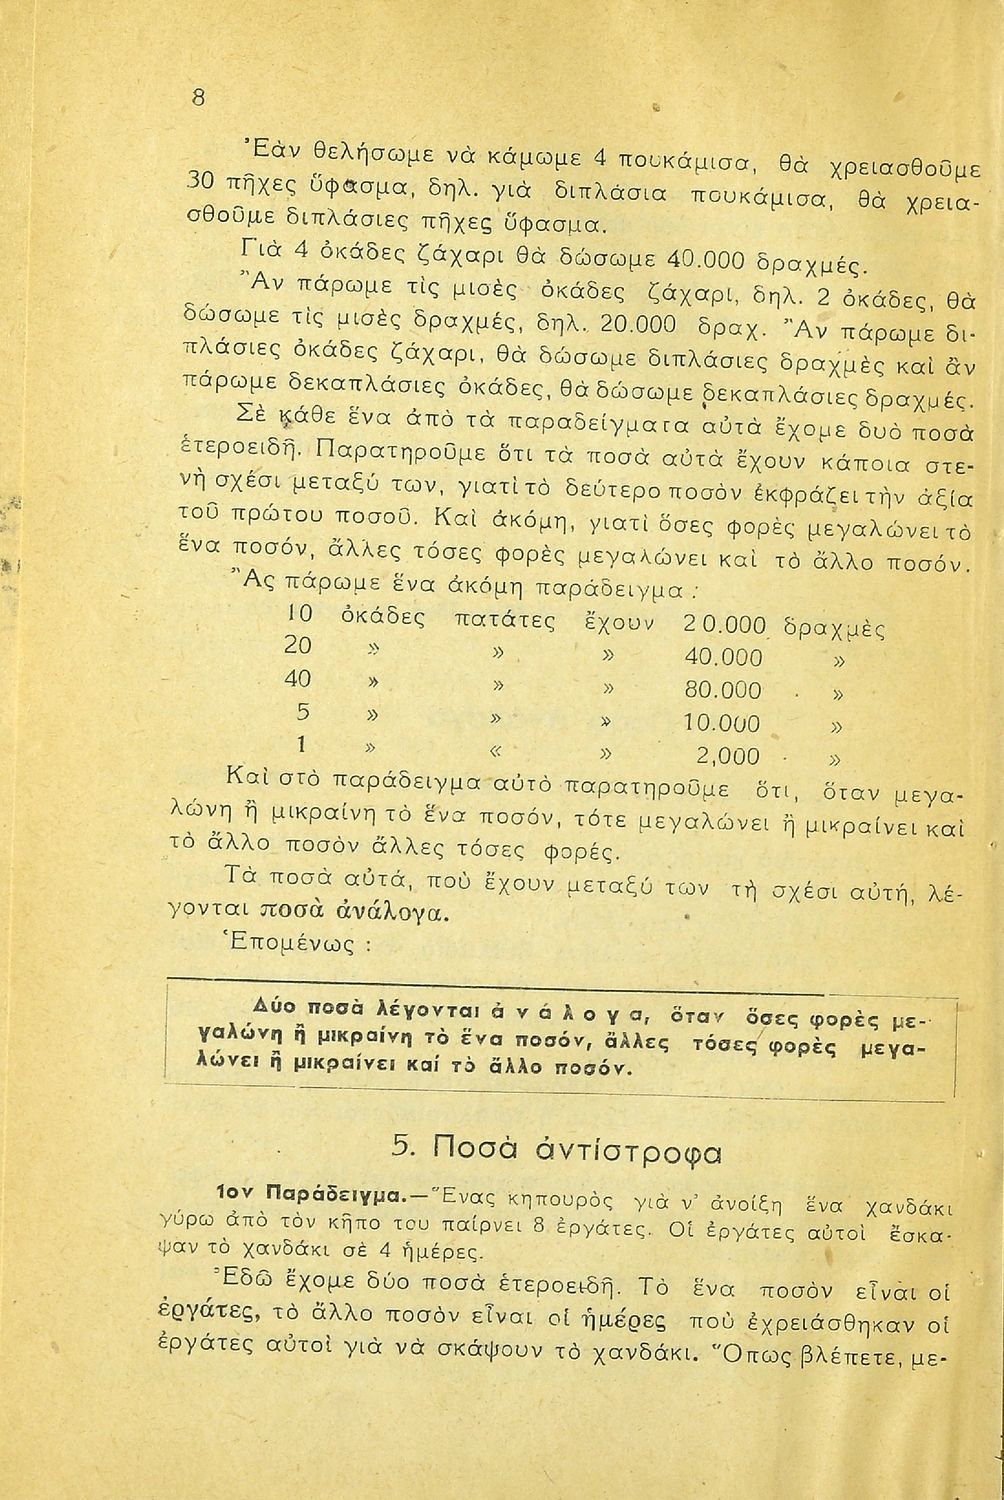 8
Ἐὰν θελήσωμε νὰ κάμωμε 4 πουκάμισα, θὰ χρειασθοῦμε
30 πῆχες ὕφασμα, δηλ. γιὰ διπλάσια πουκάμισα, θὰ χρεια-
σθοῦμε διπλάσιες πῆχες ὕφασμα.
Γιὰ 4 ὀκάδες ζάχαρι θὰ δώσωμε 40.000 δραχμές.
Ἂν πάρωμε τὶς μισὲς ὀκάδες ζάχαρι, δηλ. 2 ὀκάδες, θὰ
δώσωμε τὶς μισὲς δραχμές, δηλ. 20.000 δραχ. Ἂν πάρωμε δι-
πλάσιες ὀκάδες ζάχαρι, θὰ δώσωμε διπλάσιες δραχμὲς καὶ ἂν
πάρωμε δεκαπλάσιες ὀκάδες, θὰ δώσωμε δεκαπλάσιες δραχμές.
Σὲ κάθε ἕνα ἀπὸ τὰ παραδείγματα αὐτὰ ἔχομε δυὸ ποσὰ
ἑτεροειδῆ. Παρατηροῦμε ὅτι τὰ ποσὰ αὐτὰ ἔχουν κάποια στε-
νὴ σχέσι μεταξύ των, γιατὶ τὸ δεύτερο ποσὸν ἐκφράζει τὴν ἀξία
τοῦ πρώτου ποσοῦ. Καὶ ἀκόμη, γιατὶ ὅσες φορὲς μεγαλώνει τὸ
ἕνα ποσόν, ἄλλες τόσες φορὲς μεγαλώνει καὶ τὸ ἄλλο ποσόν.
Ἂς πάρωμε ἕνα ἀκόμη παράδειγμα :
10 ὀκάδες πατάτες ἔχουν 20.000 δραχμὲς
20 » » » 40.000 »
40 » » » 80.000 »
5 » » » 10.000 »
1 » « » 2,000 »
Καὶ στὸ παράδειγμα αὐτὸ παρατηροῦμε ὅτι, ὅταν μεγα-
λώνη ἢ μικραίνη τὸ ἕνα ποσόν, τότε μεγαλώνει ἢ μικραίνει καὶ
τὸ ἄλλο ποσὸν ἄλλες τόσες φορές.
Τὰ ποσὰ αὐτά, ποὺ ἔχουν μεταξύ των τὴ σχέσι αὐτή, λέ-
γονται ποσὰ ἀνάλογα.
Ἑπομένως :
Δύο ποσὰ λέγονται ἀ ν ά λ ο γ α, ὅταν ὅσες φορὲς με-
γαλώνη ἢ μικραίνη τὸ ἕνα ποσόν, ἄλλες τόσες φορὲς μεγα-
λώνει ἢ μικραίνει καί τὸ ἄλλο ποσόν.
5. Ποσὰ ἀντίστροφα
1ον Παράδειγμα.—Ἕνας κηπουρὸς γιὰ ν' ἀνοίξη ἕνα χανδάκι
γύρω ἀπὸ τὸν κῆπο του παίρνει 8 ἐργάτες. Οἱ ἐργάτες αὐτοὶ ἔσκα-
ψαν τὸ χανδάκι σὲ 4 ἡμέρες.
Ἐδῶ ἔχομε δύο ποσὰ ἑτεροειδῆ. Τὸ ἕνα ποσὸν εἶναι οἱ
ἐργάτες, τὸ ἄλλο ποσὸν εἶναι οἱ ἡμέρες ποὺ ἐχρειάσθηκαν οἱ
ἐργάτες αὐτοὶ γιὰ νὰ σκάψουν τὸ χανδάκι. Ὅπως βλέπετε, με-